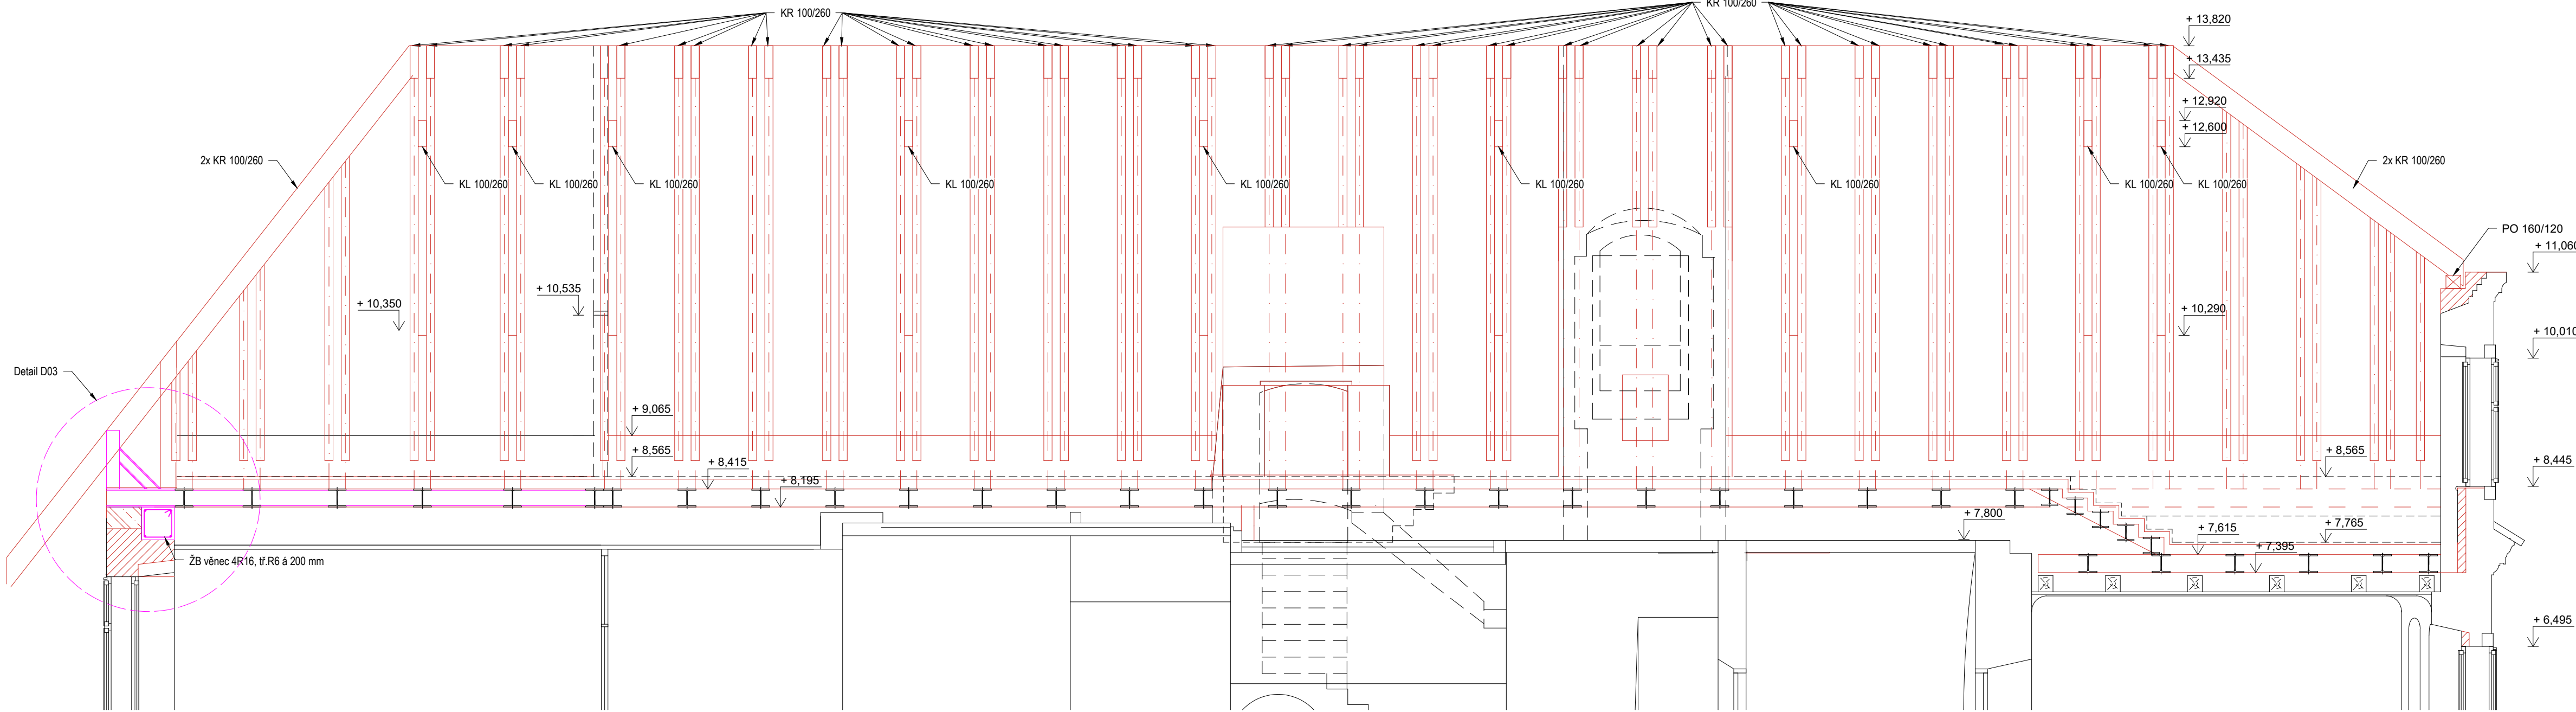 KR 100/260
KR 100/260
+ 13,820
+ 13,435
+ 12,920
+ 12,600
2x KR 100/260
2x KR 100/260
KL 100/260
KL 100/260
KL 100/260
KL 100/260
KL 100/260
KL 100/260
KL 100/260
KL 100/260
KL 100/260
PO 160/120
+ 11,060
+ 10,535
+ 10,350
+ 10,290
+ 10,010
Detail D03
+ 9,065
+ 8,565
+ 8,415
+ 8,195
+ 8,565
+ 8,445
+ 7,800
+ 7,615
+ 7,765
+ 7,395
ŽB věnec 4R16, tř.R6 á 200 mm
+ 6,495